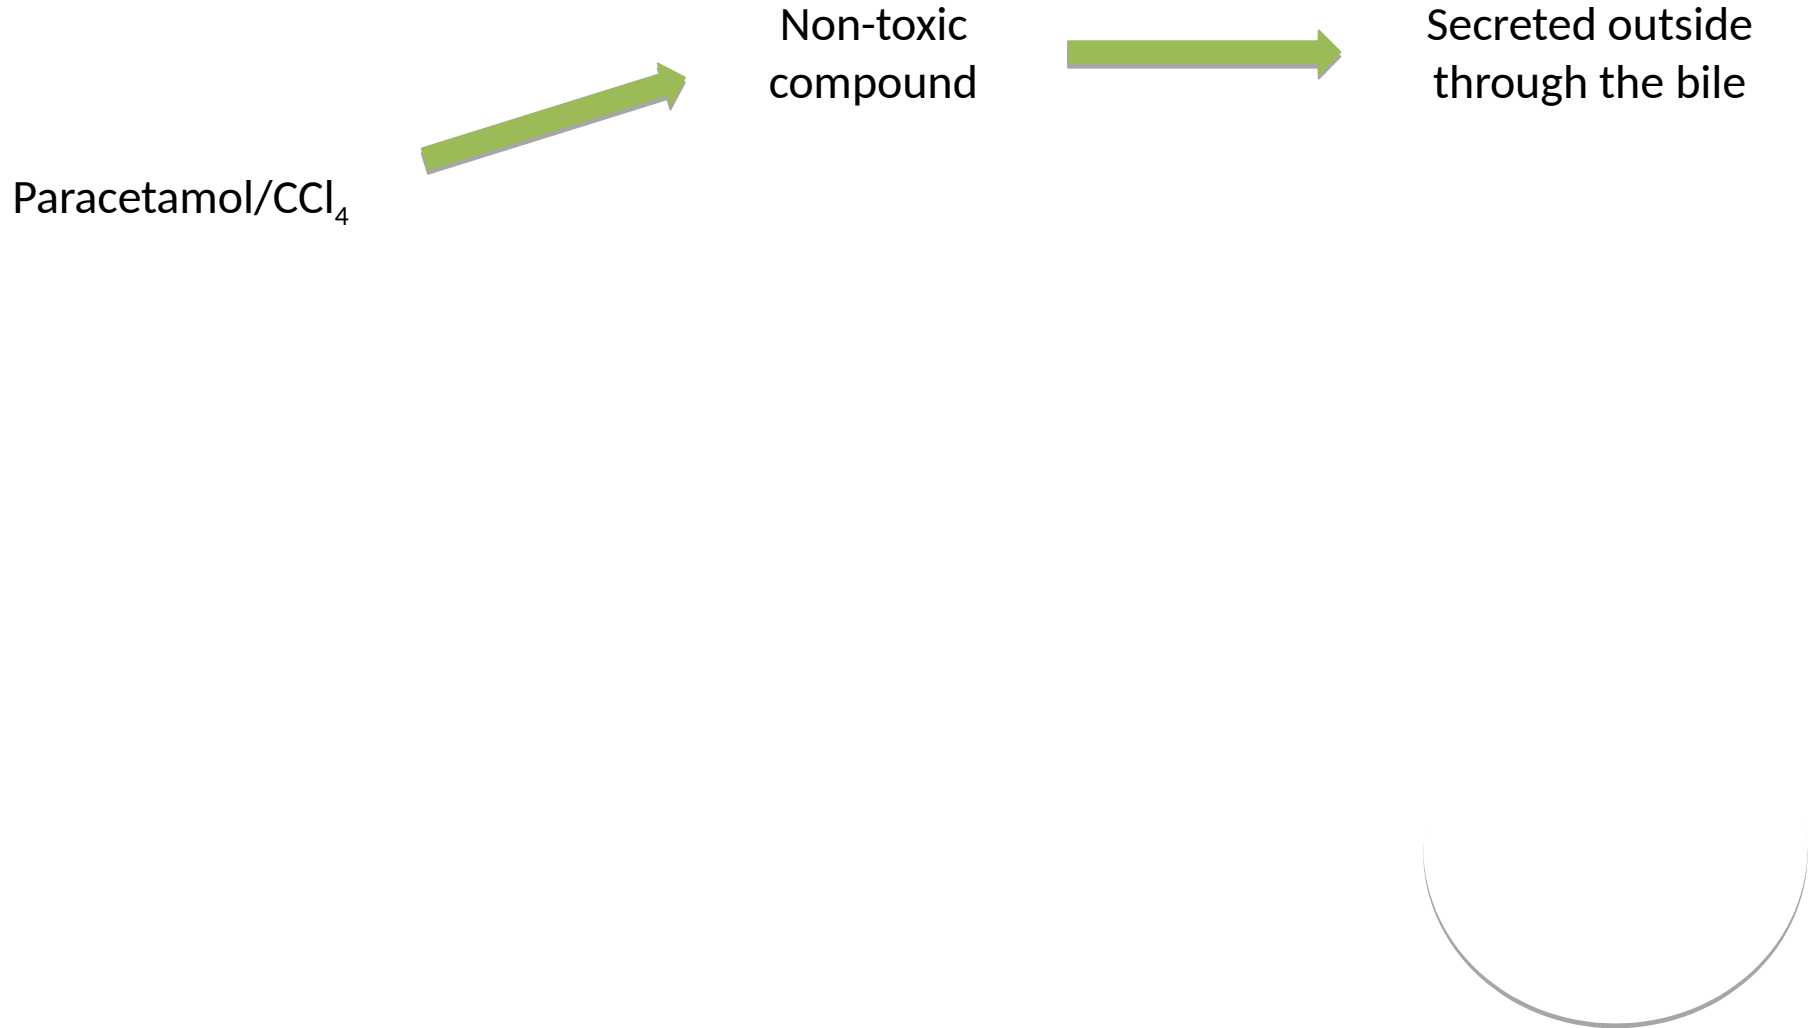 Non-toxic
compound
Secreted outside
through the bile
Paracetamol/CCl₄